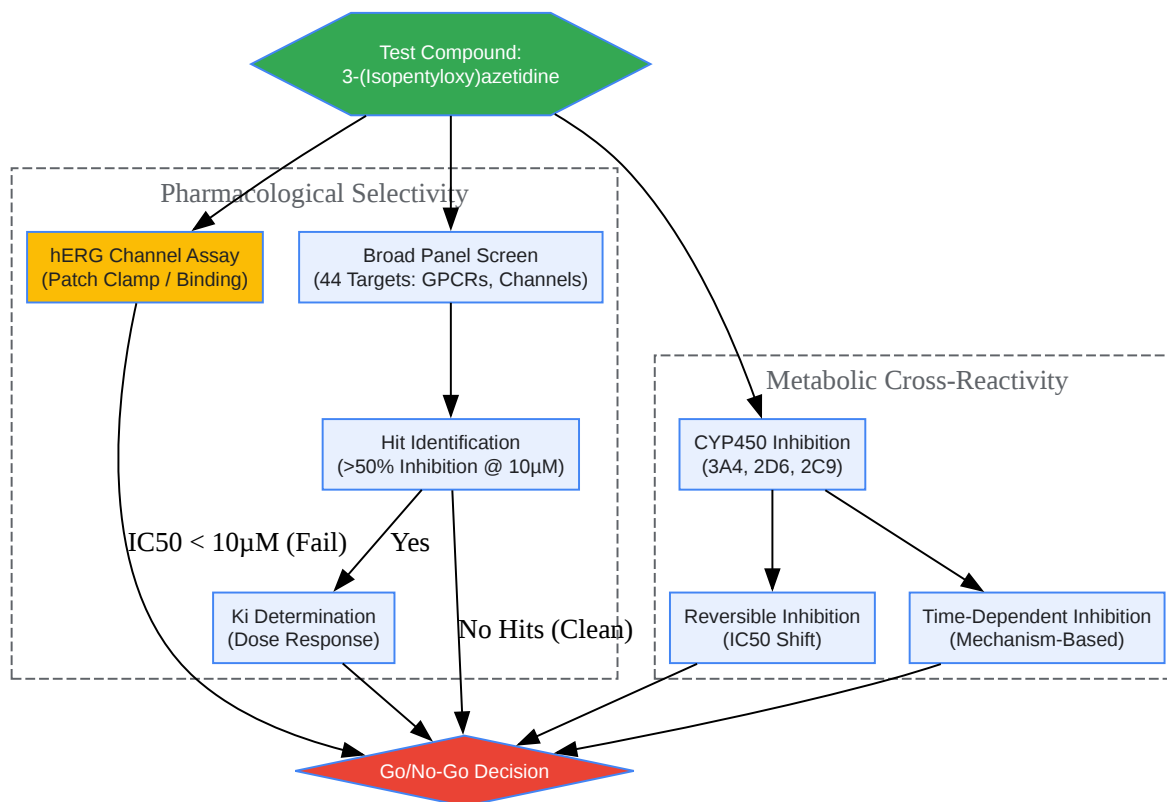 Test Compound:
3-(Isopentyloxy)azetidine
Pharmacological Selectivity
hERG Channel Assay
(Patch Clamp / Binding)
Broad Panel Screen
(44 Targets: GPCRs, Channels)
Metabolic Cross-Reactivity
Hit Identification
(>50% Inhibition @ 10µM)
CYP450 Inhibition
(3A4, 2D6, 2C9)
IC50 < 10µM (Fail)
Yes
Ki Determination
(Dose Response)
No Hits (Clean)
Reversible Inhibition
(IC50 Shift)
Time-Dependent Inhibition
(Mechanism-Based)
Go/No-Go Decision